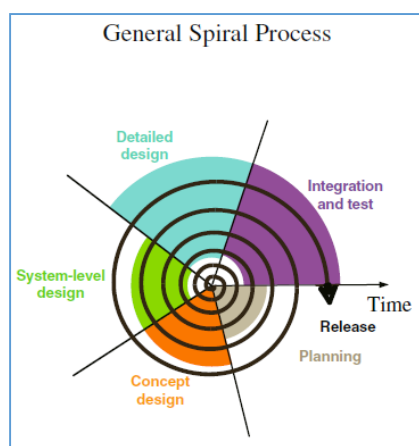 General Spiral Process
Detailed
design
Integration
and test
System-level
design
Time
Release
Planning
Concept
design